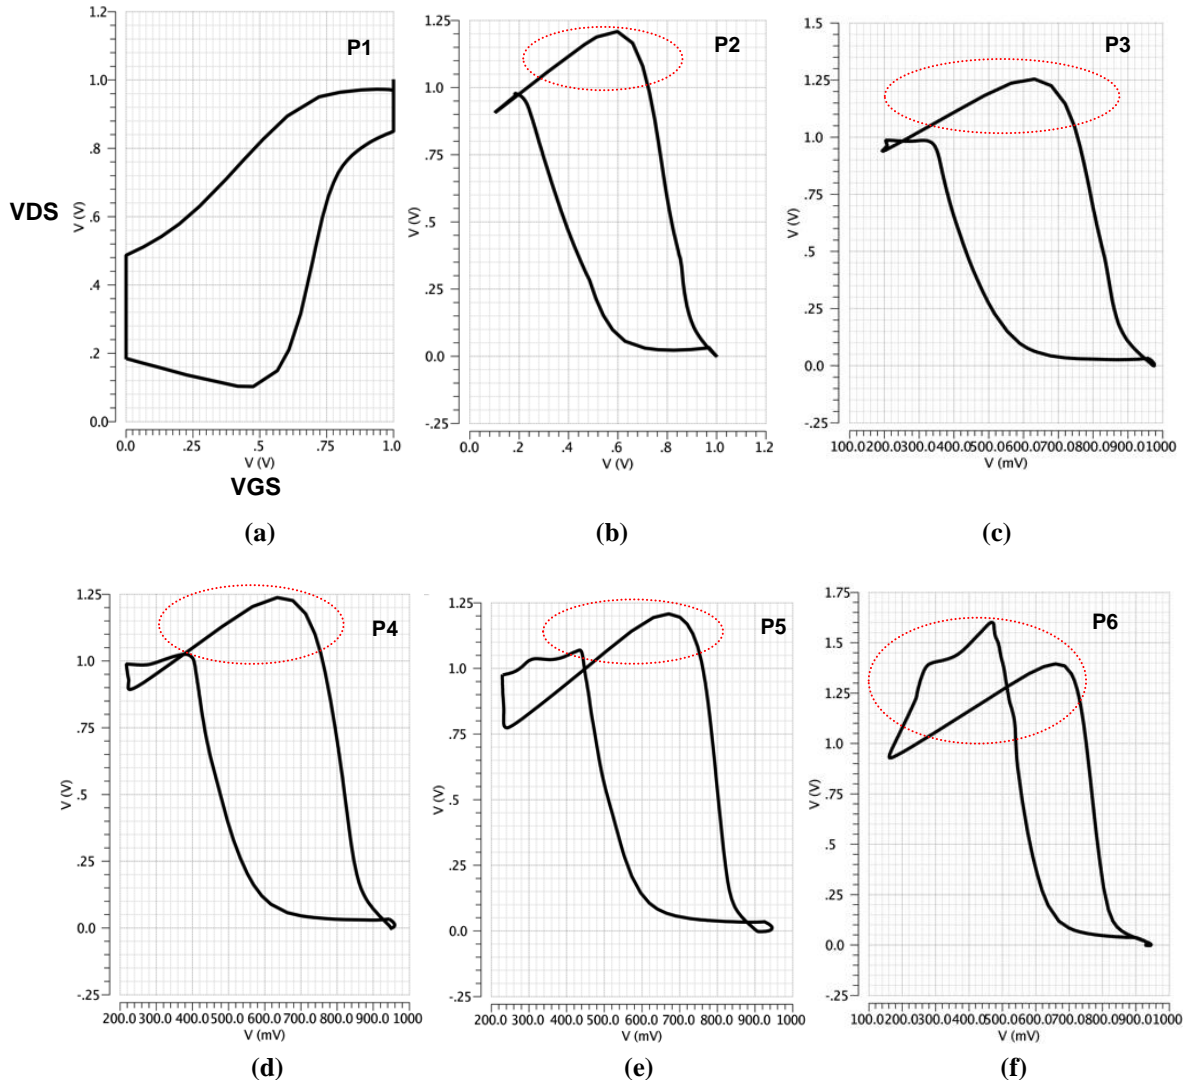 P1
1.2
1.0
.8
.6
.4
.2
0.0
VDS
V (V)
0.0 .25 .5 .75 1.0
V (V)
VGS
(a)
P2
1.25
1.0
.75
.5
.25
0.0
-.25
V (V)
0.0 .2 .4 .6 .8 1.0 1.2
V (V)
(b)
P3
1.5
1.25
1.0
.75
.5
.25
0.0
-.25
V (V)
100.0200.0300.0400.0500.0600.0700.0800.0900.01000
V (mV)
(c)
P4
1.25
1.0
.75
.5
.25
0.0
-.25
V (V)
200.0 300.0 400.0 500.0 600.0 700.0 800.0 900.0 1000
V (mV)
(d)
P5
1.25
1.0
.75
.5
.25
0.0
-.25
V (V)
200.0 300.0 400.0 500.0 600.0 700.0 800.0 900.0 1000
V (mV)
(e)
P6
1.75
1.5
1.25
1.0
.75
.5
.25
0.0
-.25
V (V)
100.0200.0300.0400.0500.0600.0700.0800.0900.01000
V (mV)
(f)